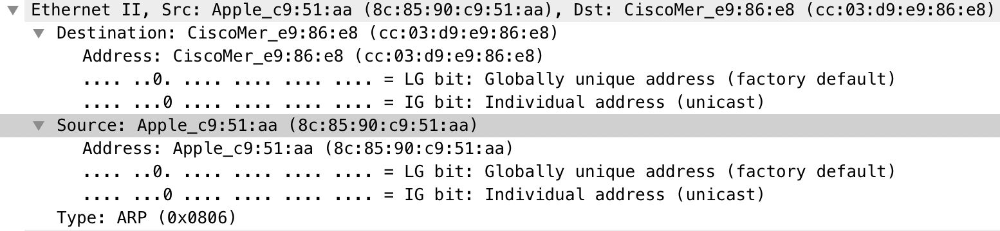 Ethernet II, Src: Apple_c9:51:aa (8c:85:90:c9:51:aa), Dst: CiscoMer_e9:86:e8 (cc:03:d9:e9:86:e8)
Destination: CiscoMer_e9:86:e8 (cc:03:d9:e9:86:e8)
Address: CiscoMer_e9:86:e8 (cc:03:d9:e9:86:e8)
.... ..0. .... .... .... .... = LG bit: Globally unique address (factory default)
.... ...0 .... .... .... .... = IG bit: Individual address (unicast)
Source: Apple_c9:51:aa (8c:85:90:c9:51:aa)
Address: Apple_c9:51:aa (8c:85:90:c9:51:aa)
.... ..0. .... .... .... .... = LG bit: Globally unique address (factory default)
.... ...0 .... .... .... .... = IG bit: Individual address (unicast)
Type: ARP (0x0806)